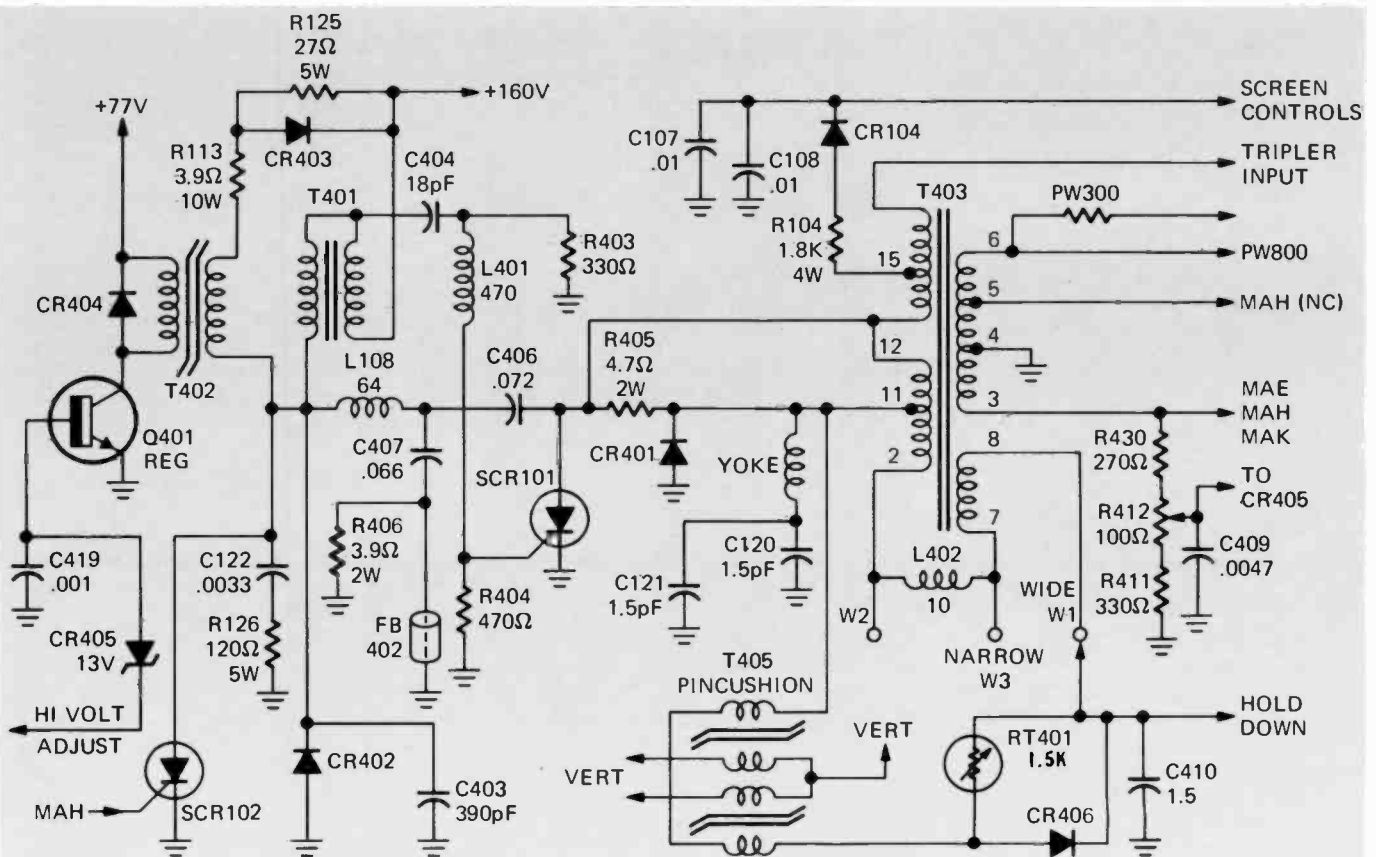 R125
27Ω
5W
+77V
+160V
R113
3.9Ω
10W
CR403
C404
18pF
T401
CR404
T402
L401
470
R403
330Ω
Q401
REG
L108
64
C406
.072
R405
4.7Ω
2W
C407
.066
SCR101
CR401
YOKE
R406
3.9Ω
2W
FB
402
R404
470Ω
C121
1.5pF
C120
1.5pF
C419
.001
CR405
13V
HI VOLT
ADJUST
C122
.0033
R126
120Ω
5W
MAH
SCR102
CR402
C403
390pF
C107
.01
C108
.01
CR104
R104
1.8K
4W
T403
15
12
11
2
6
5
4
3
8
7
SCREEN
CONTROLS
TRIPLER
INPUT
PW300
PW800
MAH (NC)
MAE
MAH
MAK
R430
270Ω
R412
100Ω
R411
330Ω
TO
CR405
C409
.0047
L402
10
W2
NARROW
W3
WIDE
W1
T405
PINCUSHION
VERT
VERT
RT401
1.5K
CR406
C410
1.5
HOLD
DOWN